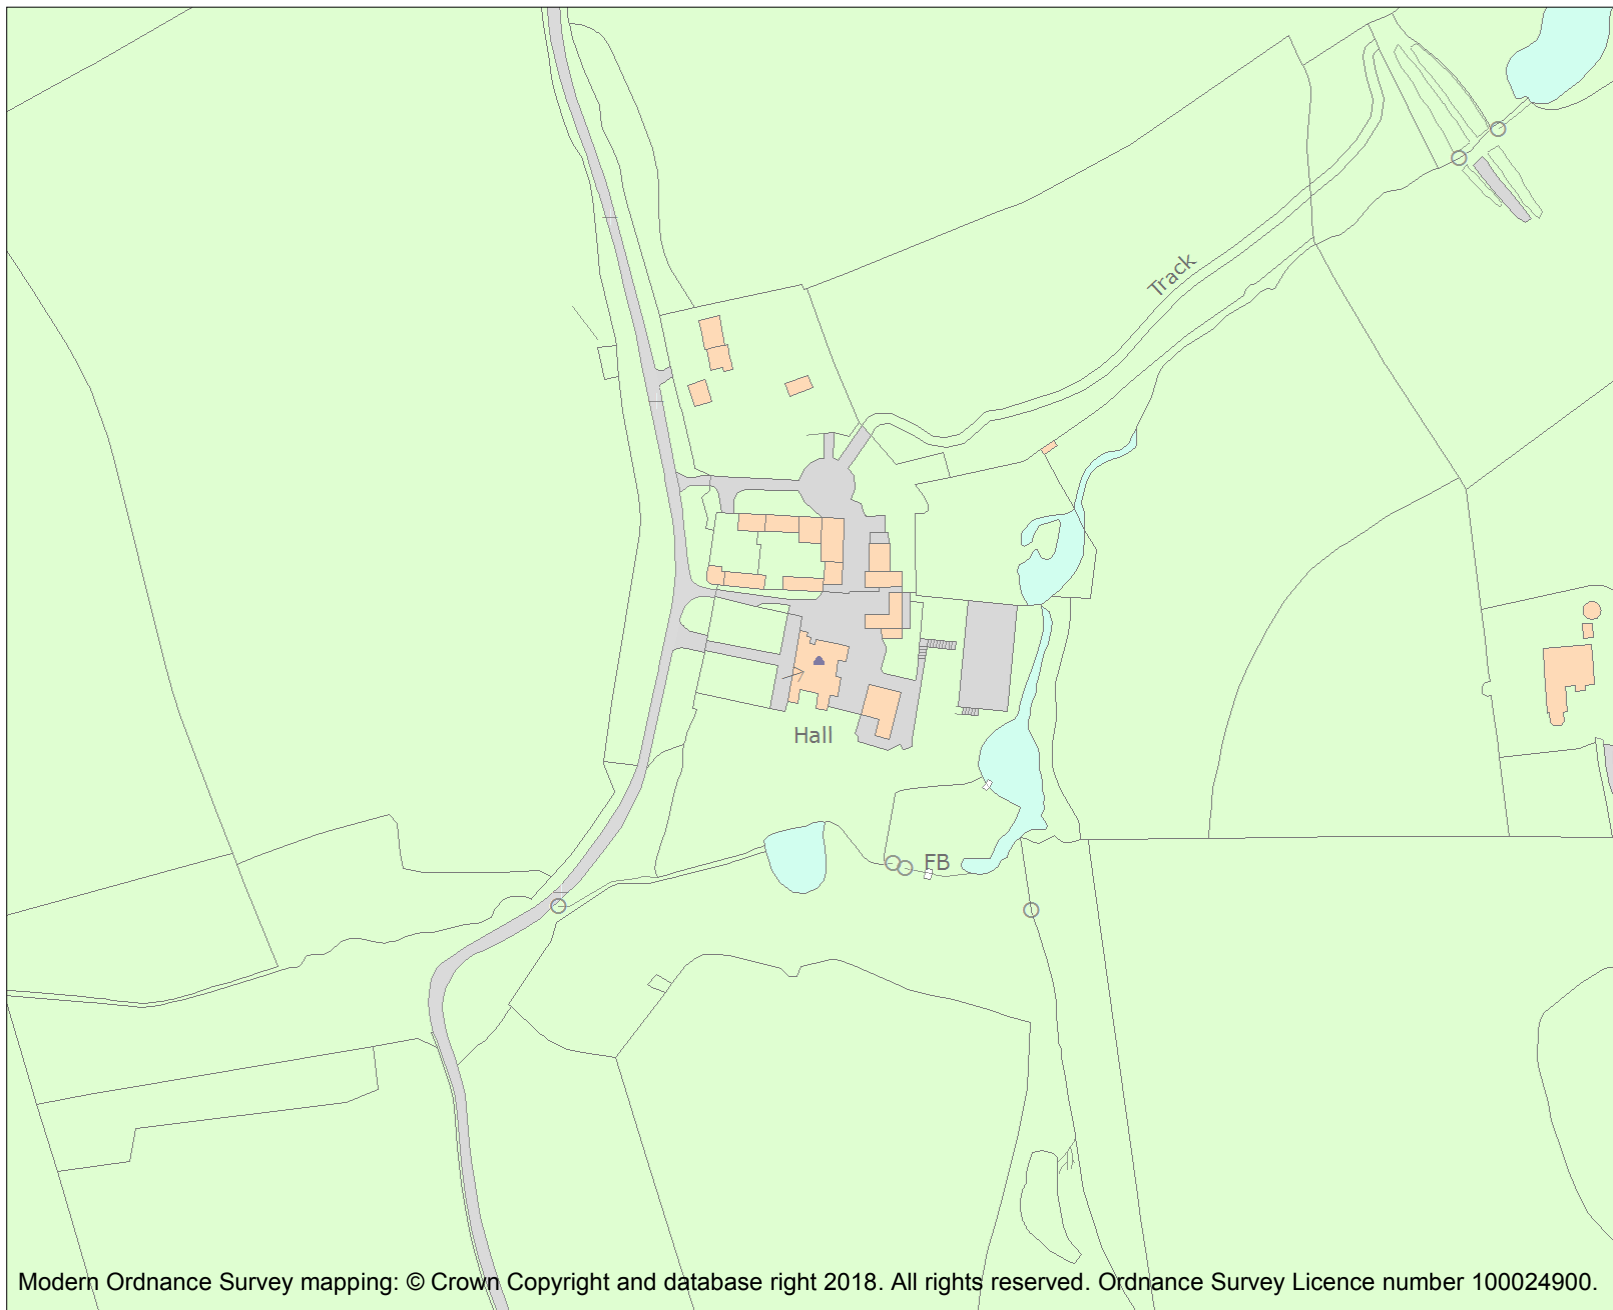 Track
Hall
FB
Modern Ordnance Survey mapping: © Crown Copyright and database right 2018. All rights reserved. Ordnance Survey Licence number 100024900.